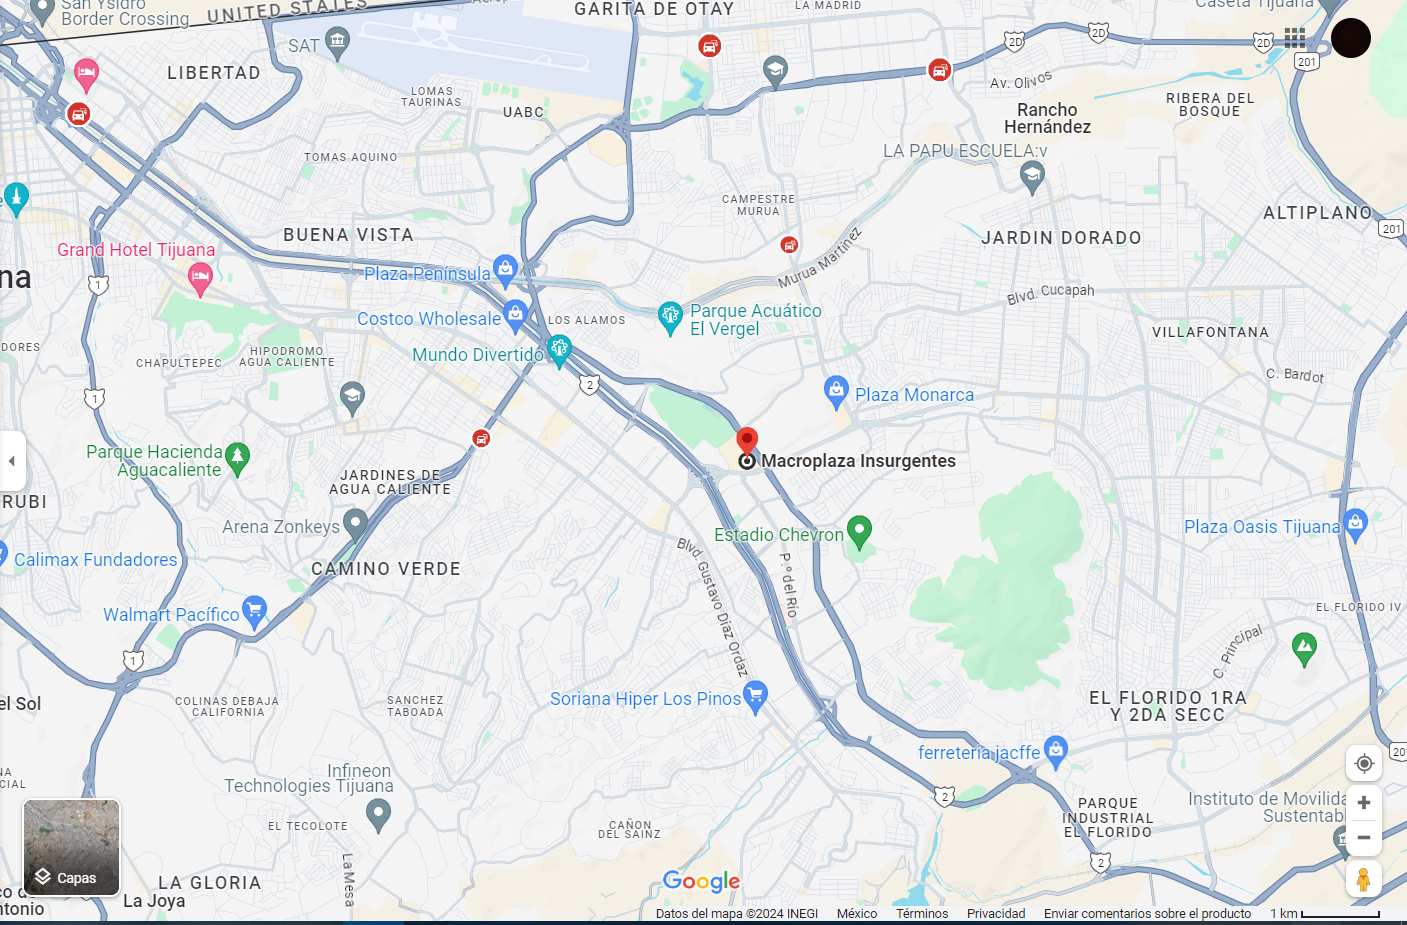 San Ysidro
Border Crossing
UNITED STATES
GARITA DE OTAY
LA MADRID
Caseta Tijuana
SAT
LIBERTAD
2D
2D
2D
201
Av. Olivos
LOMAS
TAURINAS
UABC
Rancho
Hernández
RIBERA DEL
BOSQUE
TOMAS AQUINO
LA PAPU ESCUELA:v
CAMPESTRE
MURUA
ALTIPLANO
201
BUENA VISTA
JARDIN DORADO
Grand Hotel Tijuana
Murua Martinez
na
1
Plaza Península
Blvd. Cucapah
Costco Wholesale
LOS ALAMOS
Parque Acuático
El Vergel
VILLAFONTANA
DORES
CHAPULTEPEC
HIPODROMO
AGUA CALIENTE
Mundo Divertido
2
C. Bardot
1
Plaza Monarca
Parque Hacienda
Aguacaliente
Macroplaza Insurgentes
JARDINES DE
AGUA CALIENTE
RUBI
Arena Zonkeys
Estadio Chevron
Plaza Oasis Tijuana
Calimax Fundadores
CAMINO VERDE
Blvd. Gustavo Díaz Ordaz
P.º del Río
Walmart Pacífico
EL FLORIDO IV
C. Principal
1
el Sol
COLINAS DEBAJA
CALIFORNIA
SANCHEZ
TABOADA
Soriana Hiper Los Pinos
EL FLORIDO 1RA
Y 2DA SECC
ferreteria jacffe
201
NA
CIAL
Infineon
Technologies Tijuana
2
PARQUE
INDUSTRIAL
EL FLORIDO
Instituto de Movilida
Sustentab
EL TECOLOTE
CAÑON
DEL SAINZ
2
La Mesa
Capas
LA GLORIA
La Joya
co d
ntonio
Google
Datos del mapa ©2024 INEGI México Términos Privacidad Enviar comentarios sobre el producto 1 km